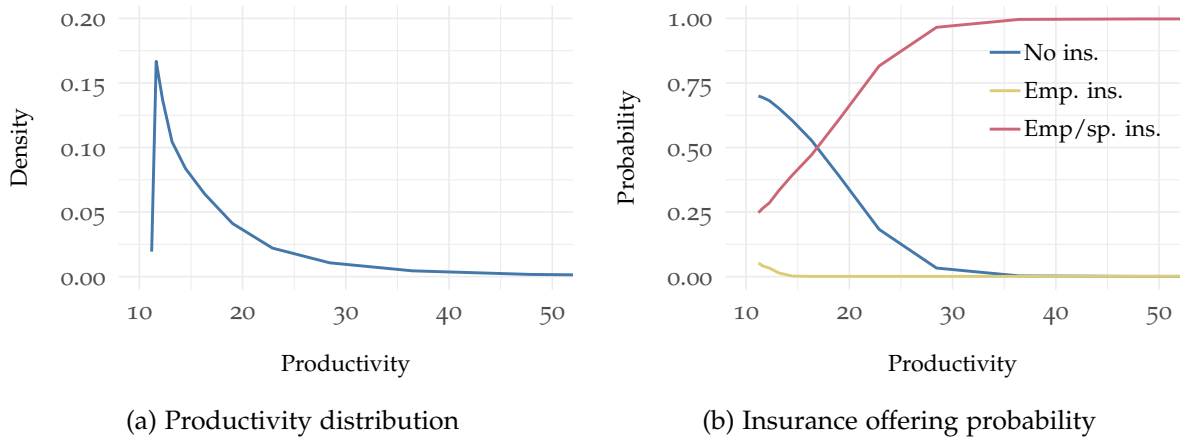 Density
0.20
0.15
0.10
0.05
0.00
10 20 30 40 50
Productivity
(a) Productivity distribution
Probability
1.00
0.75
0.50
0.25
0.00
No ins.
Emp. ins.
Emp/sp. ins.
10 20 30 40 50
Productivity
(b) Insurance offering probability